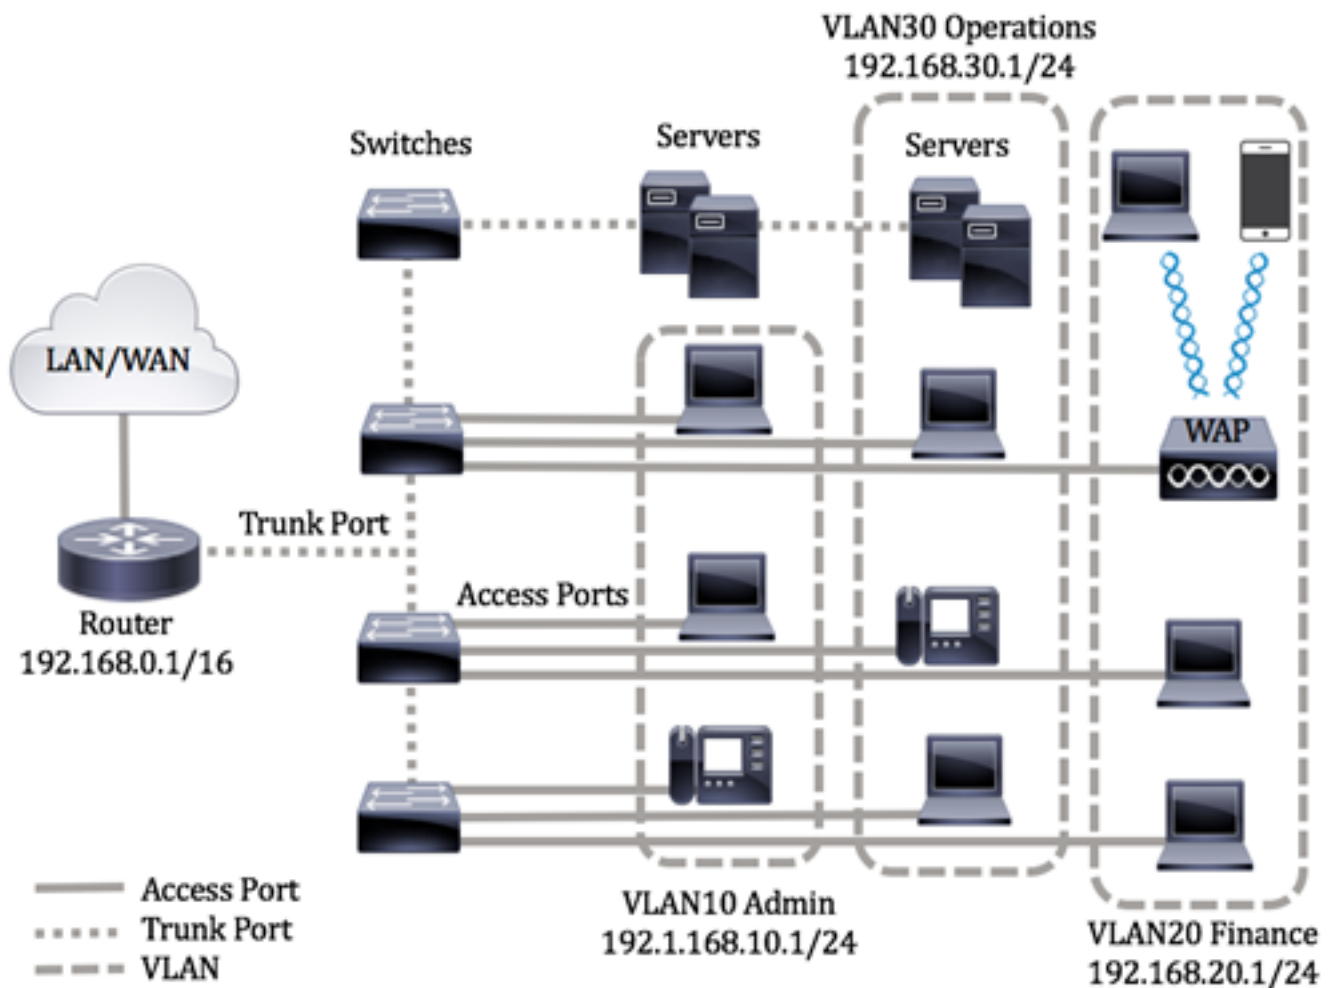 VLAN30 Operations
192.168.30.1/24
Switches
Servers
Servers
LAN/WAN
WAP
Trunk Port
Access Ports
Router
192.168.0.1/16
Access Port
Trunk Port
VLAN
VLAN10 Admin
192.1.168.10.1/24
VLAN20 Finance
192.168.20.1/24